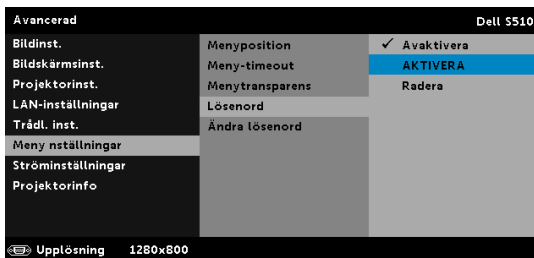 Avancerad Dell S510
Bildinst.
Bildskärmsinst.
Projektorinst.
LAN-inställningar
Trådl. inst.
Meny nställningar
Ströminställningar
Projektorinfo
Menyposition
Meny-timeout
Menytransparens
Lösenord
Ändra lösenord
✓ Avaktivera
AKTIVERA
Radera
Upplösning 1280x800